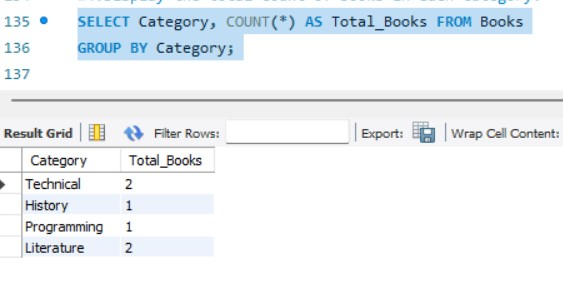 135 SELECT Category, COUNT(*) AS Total_Books FROM Books
136 GROUP BY Category;
137
Result Grid Filter Rows: Export: Wrap Cell Content:
Category Total_Books
Technical 2
History 1
Programming 1
Literature 2